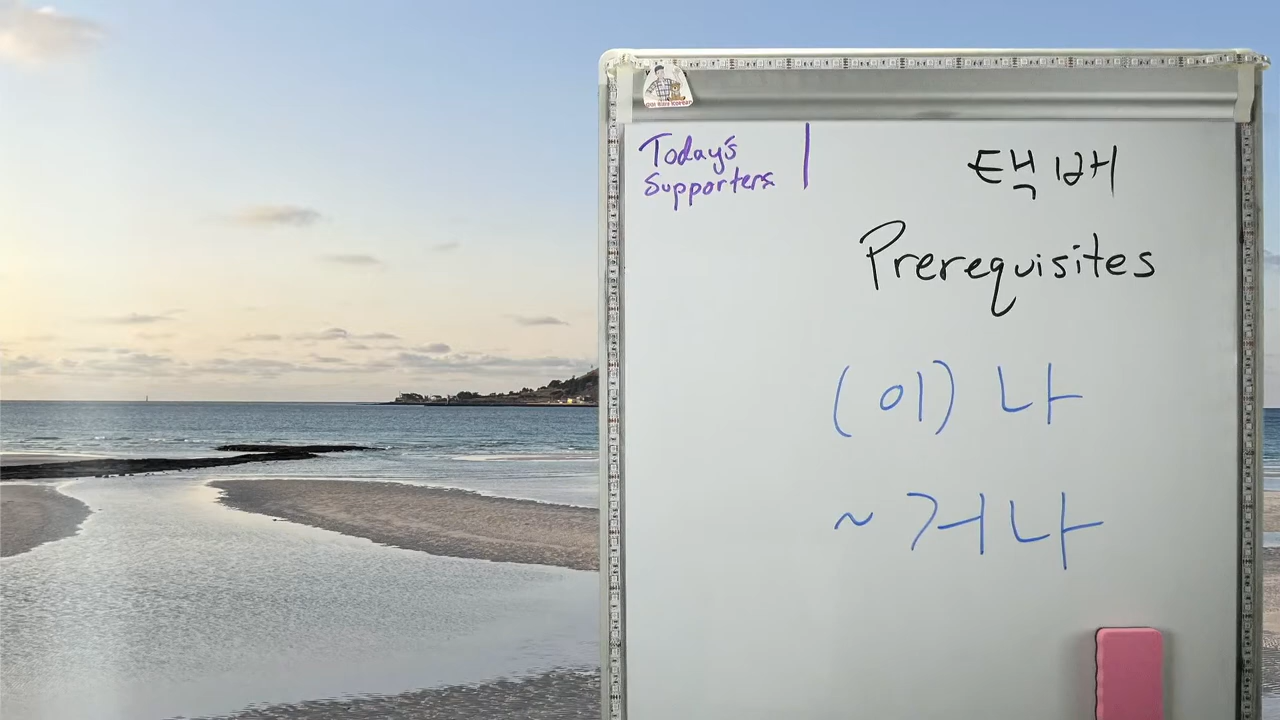 Today's
Supporters
택배
Prerequisites
(이)나
~거나